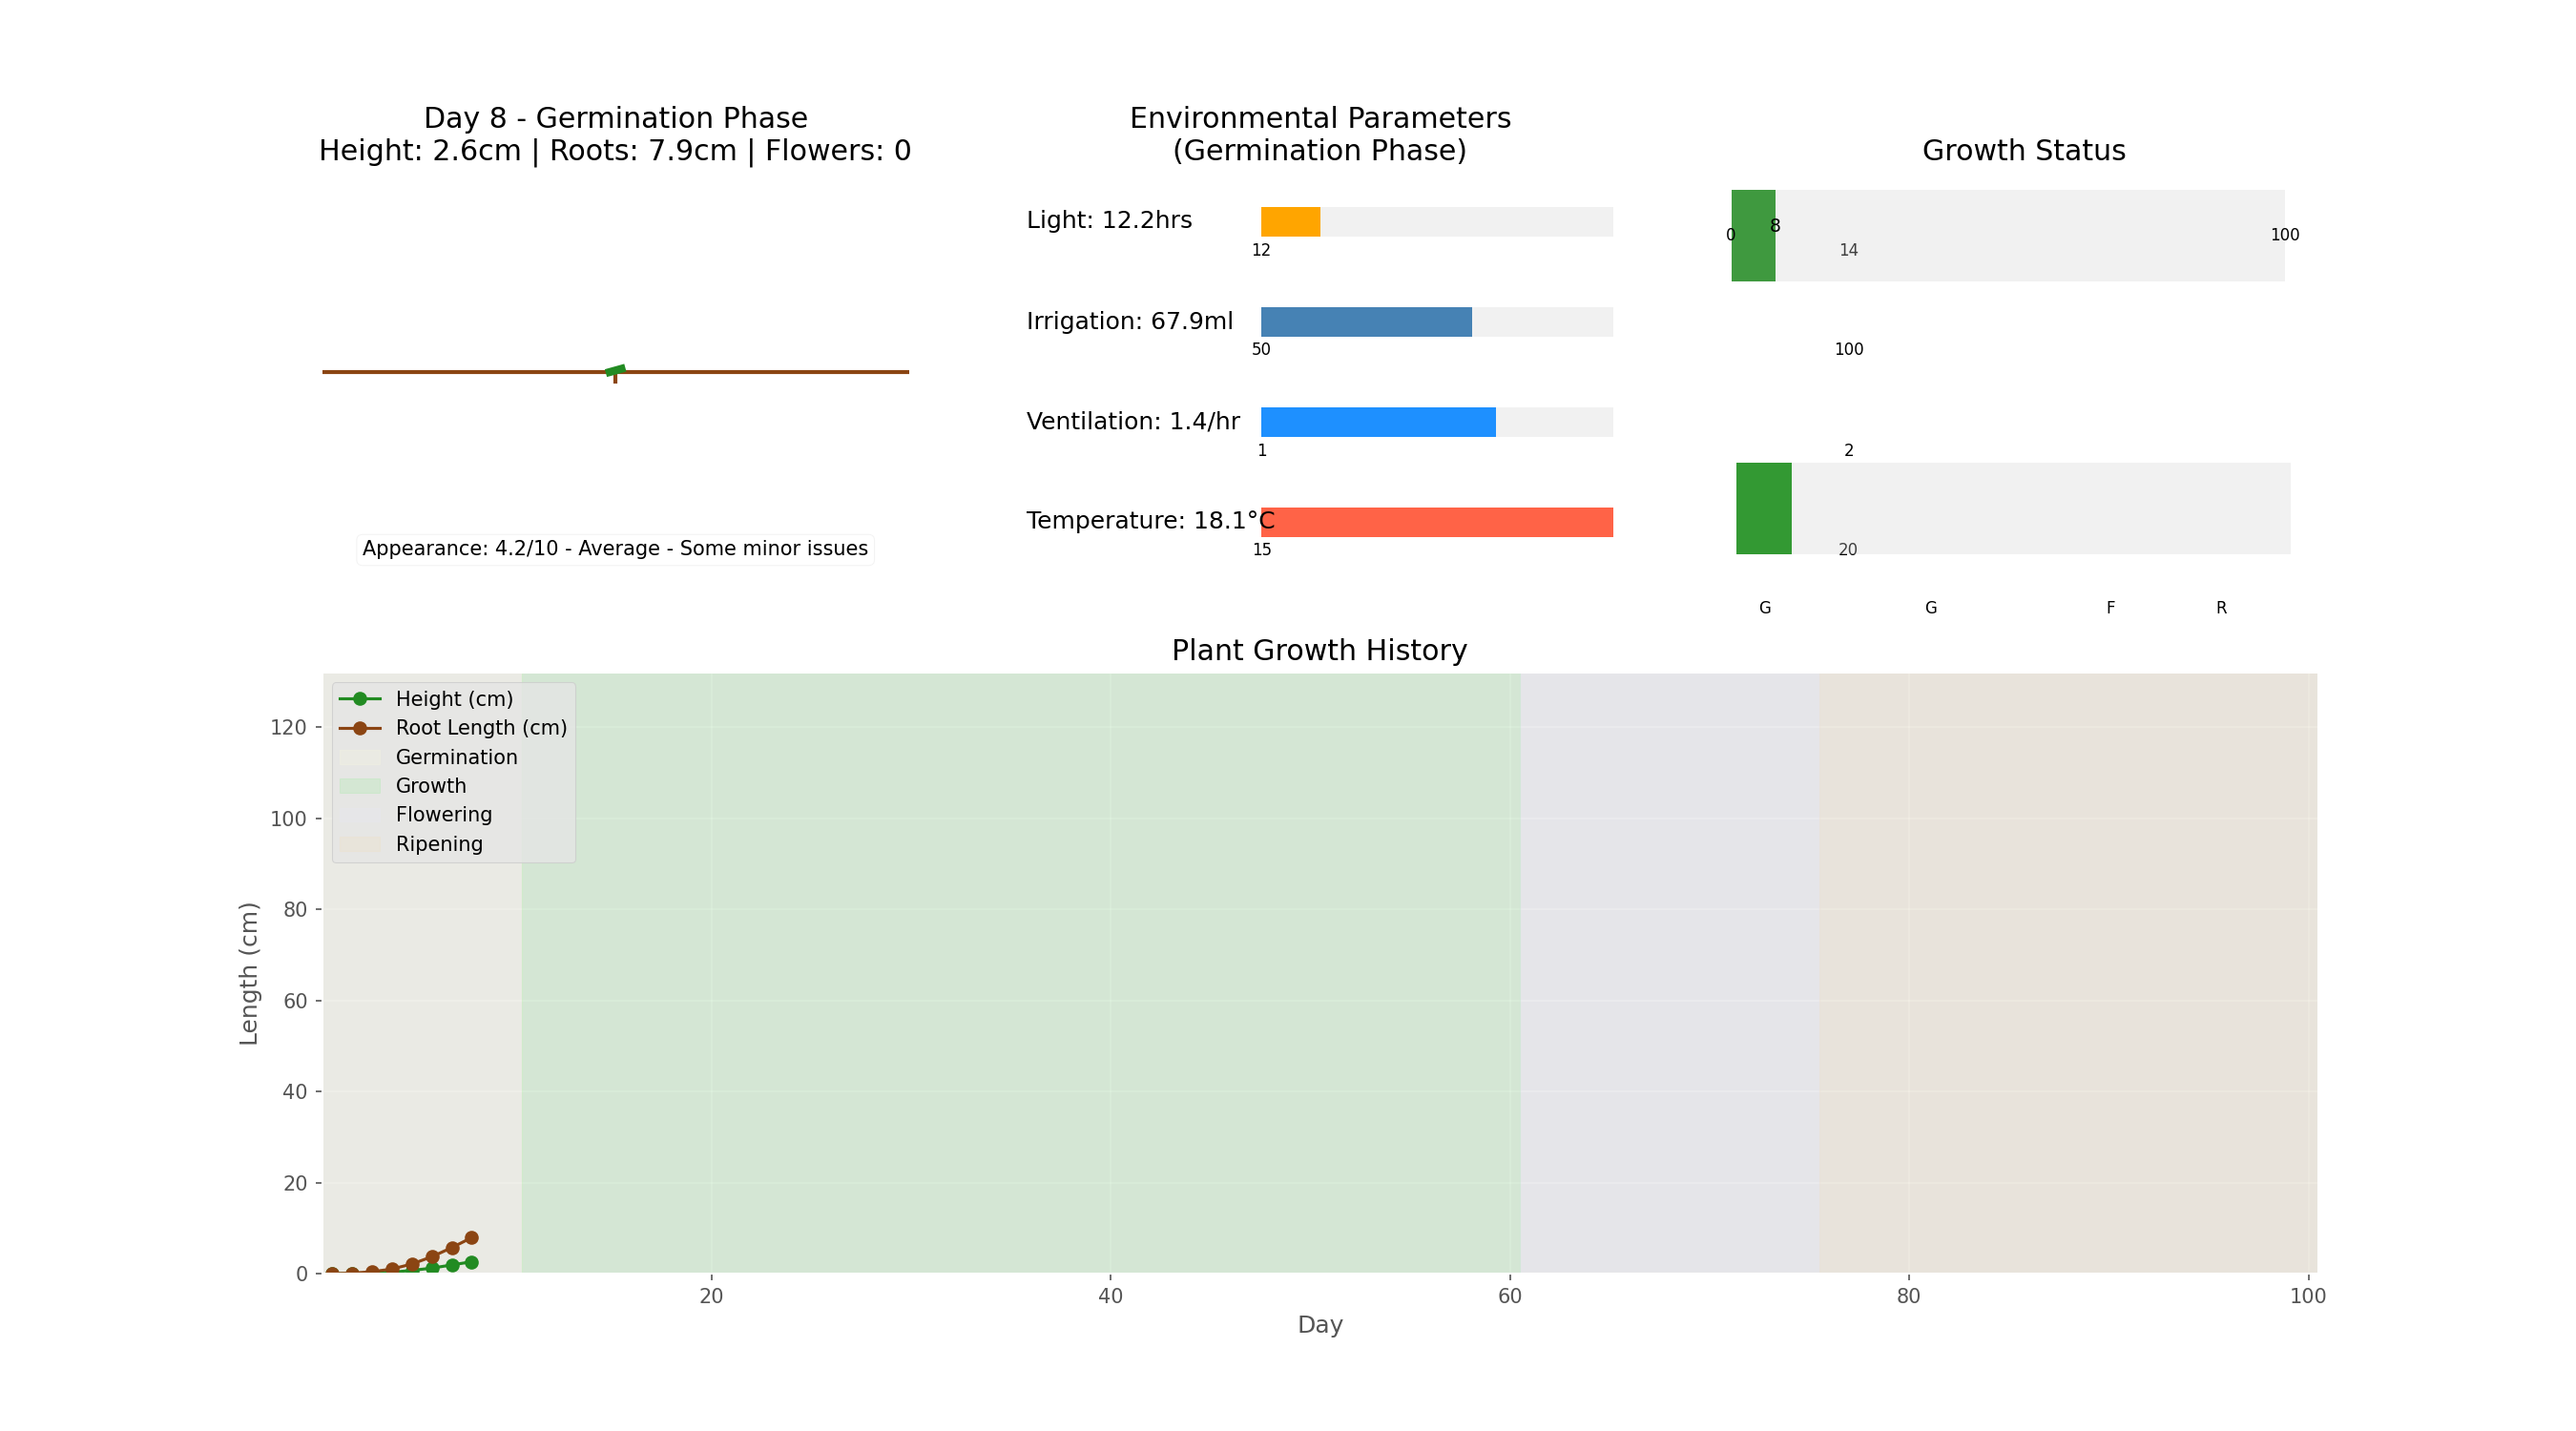 Day 8 - Germination Phase
Height: 2.6cm | Roots: 7.9cm | Flowers: 0
Appearance: 4.2/10 - Average - Some minor issues
Environmental Parameters
(Germination Phase)
Light: 12.2hrs
12
14
Irrigation: 67.9ml
50
100
Ventilation: 1.4/hr
1
2
Temperature: 18.1°C
15
20
Growth Status
0
8
100
G
G
F
R
Plant Growth History
Height (cm)
Root Length (cm)
Germination
Growth
Flowering
Ripening
Length (cm)
120
100
80
60
40
20
0
20
40
60
80
100
Day